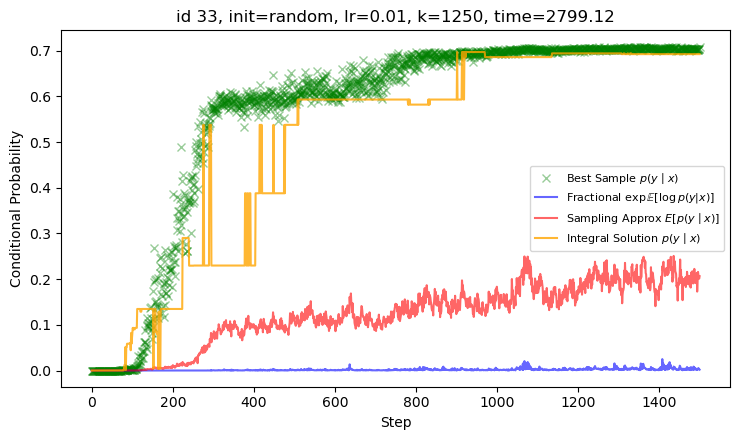 id 33, init=random, lr=0.01, k=1250, time=2799.12
Conditional Probability
0.7
0.6
0.5
0.4
0.3
0.2
0.1
0.0
Best Sample p(y | x)
Fractional exp𝔼[log p(y|x)]
Sampling Approx E[p(y | x)]
Integral Solution p(y | x)
0 200 400 600 800 1000 1200 1400
Step